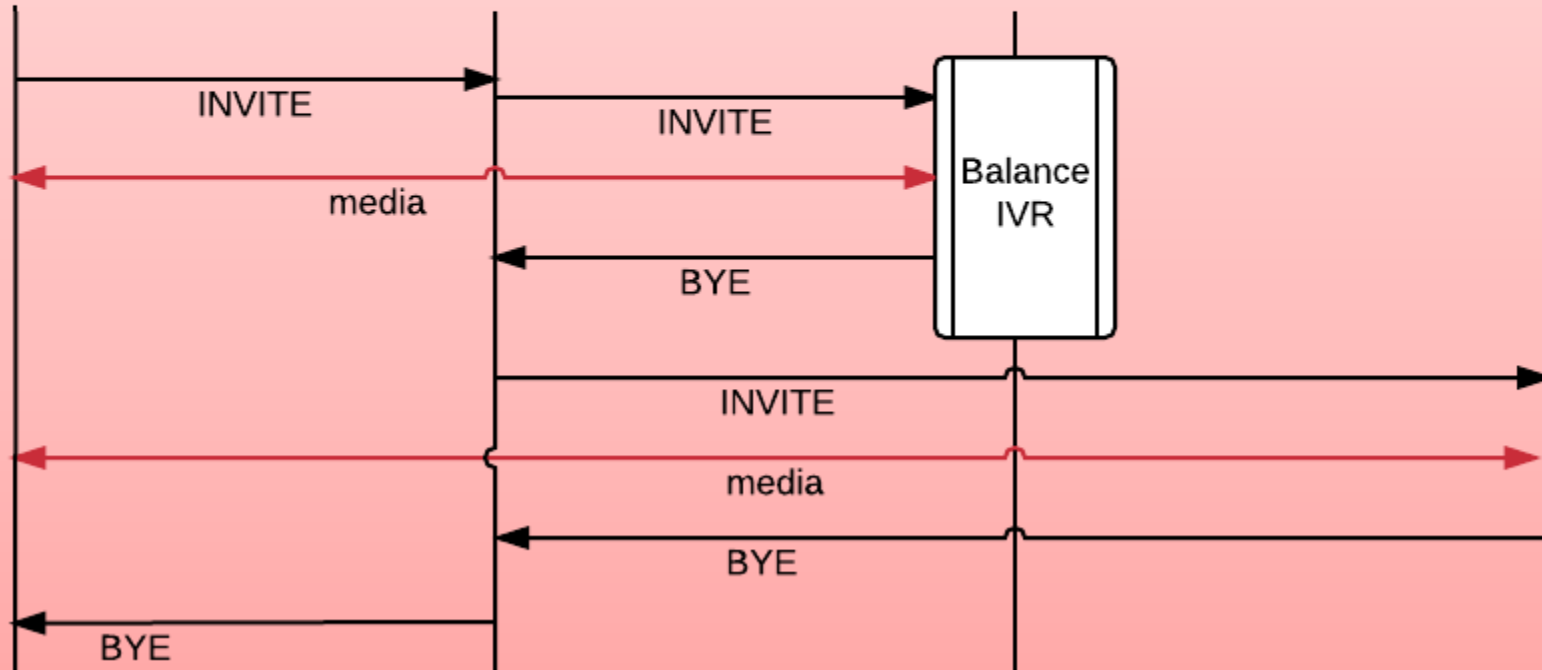 INVITE
INVITE
media
Balance
IVR
BYE
INVITE
media
BYE
BYE